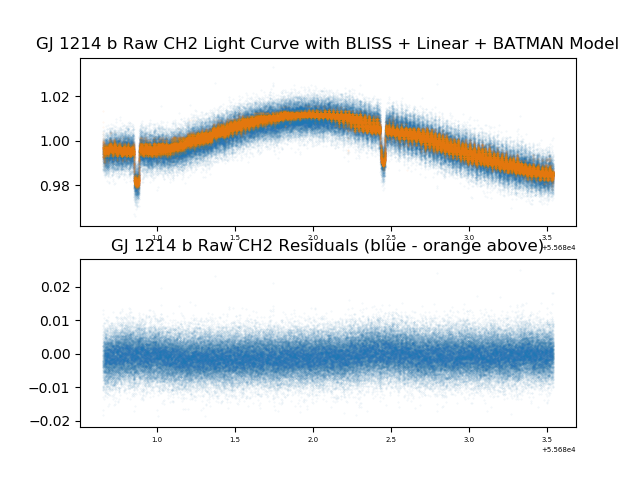 GJ 1214 b Raw CH2 Light Curve with BLISS + Linear + BATMAN Model
1.02
1.00
0.98
1.0 1.5 2.0 2.5 3.0 3.5
+5.568e4
GJ 1214 b Raw CH2 Residuals (blue - orange above)
0.02
0.01
0.00
−0.01
−0.02
1.0 1.5 2.0 2.5 3.0 3.5
+5.568e4